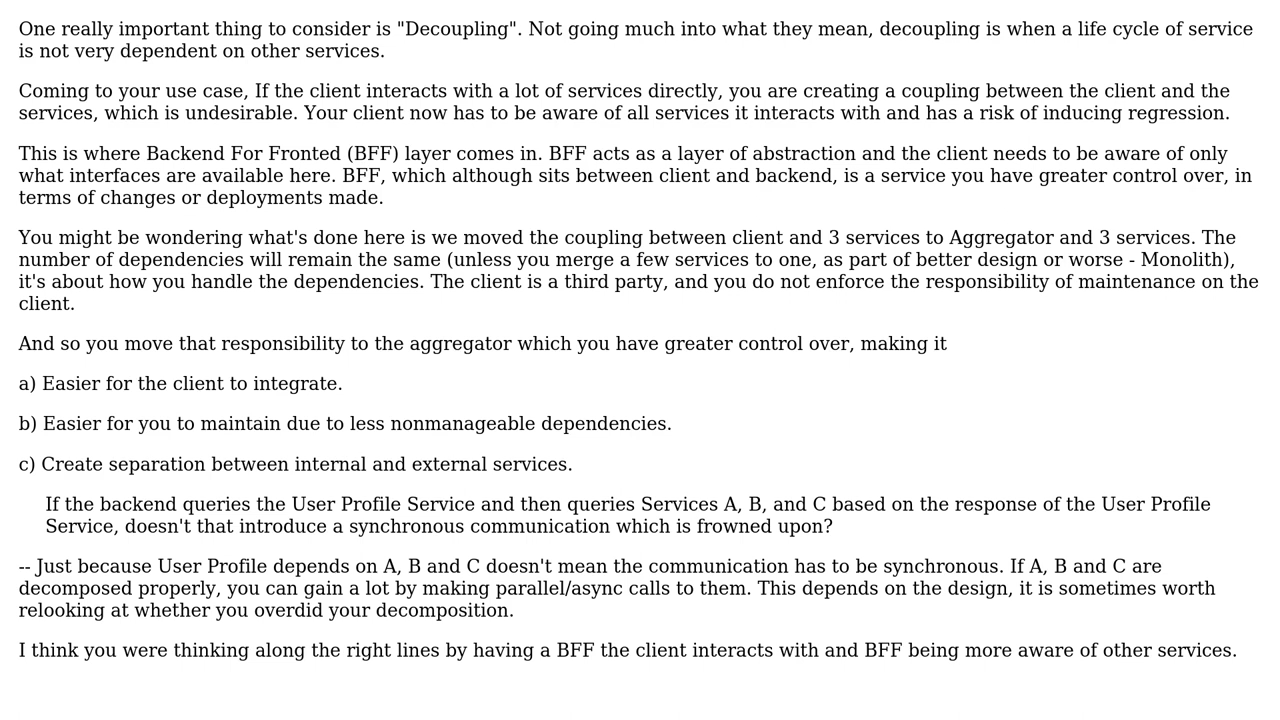 One really important thing to consider is "Decoupling". Not going much into what they mean, decoupling is when a life cycle of service
is not very dependent on other services.
Coming to your use case, If the client interacts with a lot of services directly, you are creating a coupling between the client and the
services, which is undesirable. Your client now has to be aware of all services it interacts with and has a risk of inducing regression.
This is where Backend For Fronted (BFF) layer comes in. BFF acts as a layer of abstraction and the client needs to be aware of only
what interfaces are available here. BFF, which although sits between client and backend, is a service you have greater control over, in
terms of changes or deployments made.
You might be wondering what's done here is we moved the coupling between client and 3 services to Aggregator and 3 services. The
number of dependencies will remain the same (unless you merge a few services to one, as part of better design or worse - Monolith),
it's about how you handle the dependencies. The client is a third party, and you do not enforce the responsibility of maintenance on the
client.
And so you move that responsibility to the aggregator which you have greater control over, making it
a) Easier for the client to integrate.
b) Easier for you to maintain due to less nonmanageable dependencies.
c) Create separation between internal and external services.
If the backend queries the User Profile Service and then queries Services A, B, and C based on the response of the User Profile
Service, doesn't that introduce a synchronous communication which is frowned upon?
-- Just because User Profile depends on A, B and C doesn't mean the communication has to be synchronous. If A, B and C are
decomposed properly, you can gain a lot by making parallel/async calls to them. This depends on the design, it is sometimes worth
relooking at whether you overdid your decomposition.
I think you were thinking along the right lines by having a BFF the client interacts with and BFF being more aware of other services.